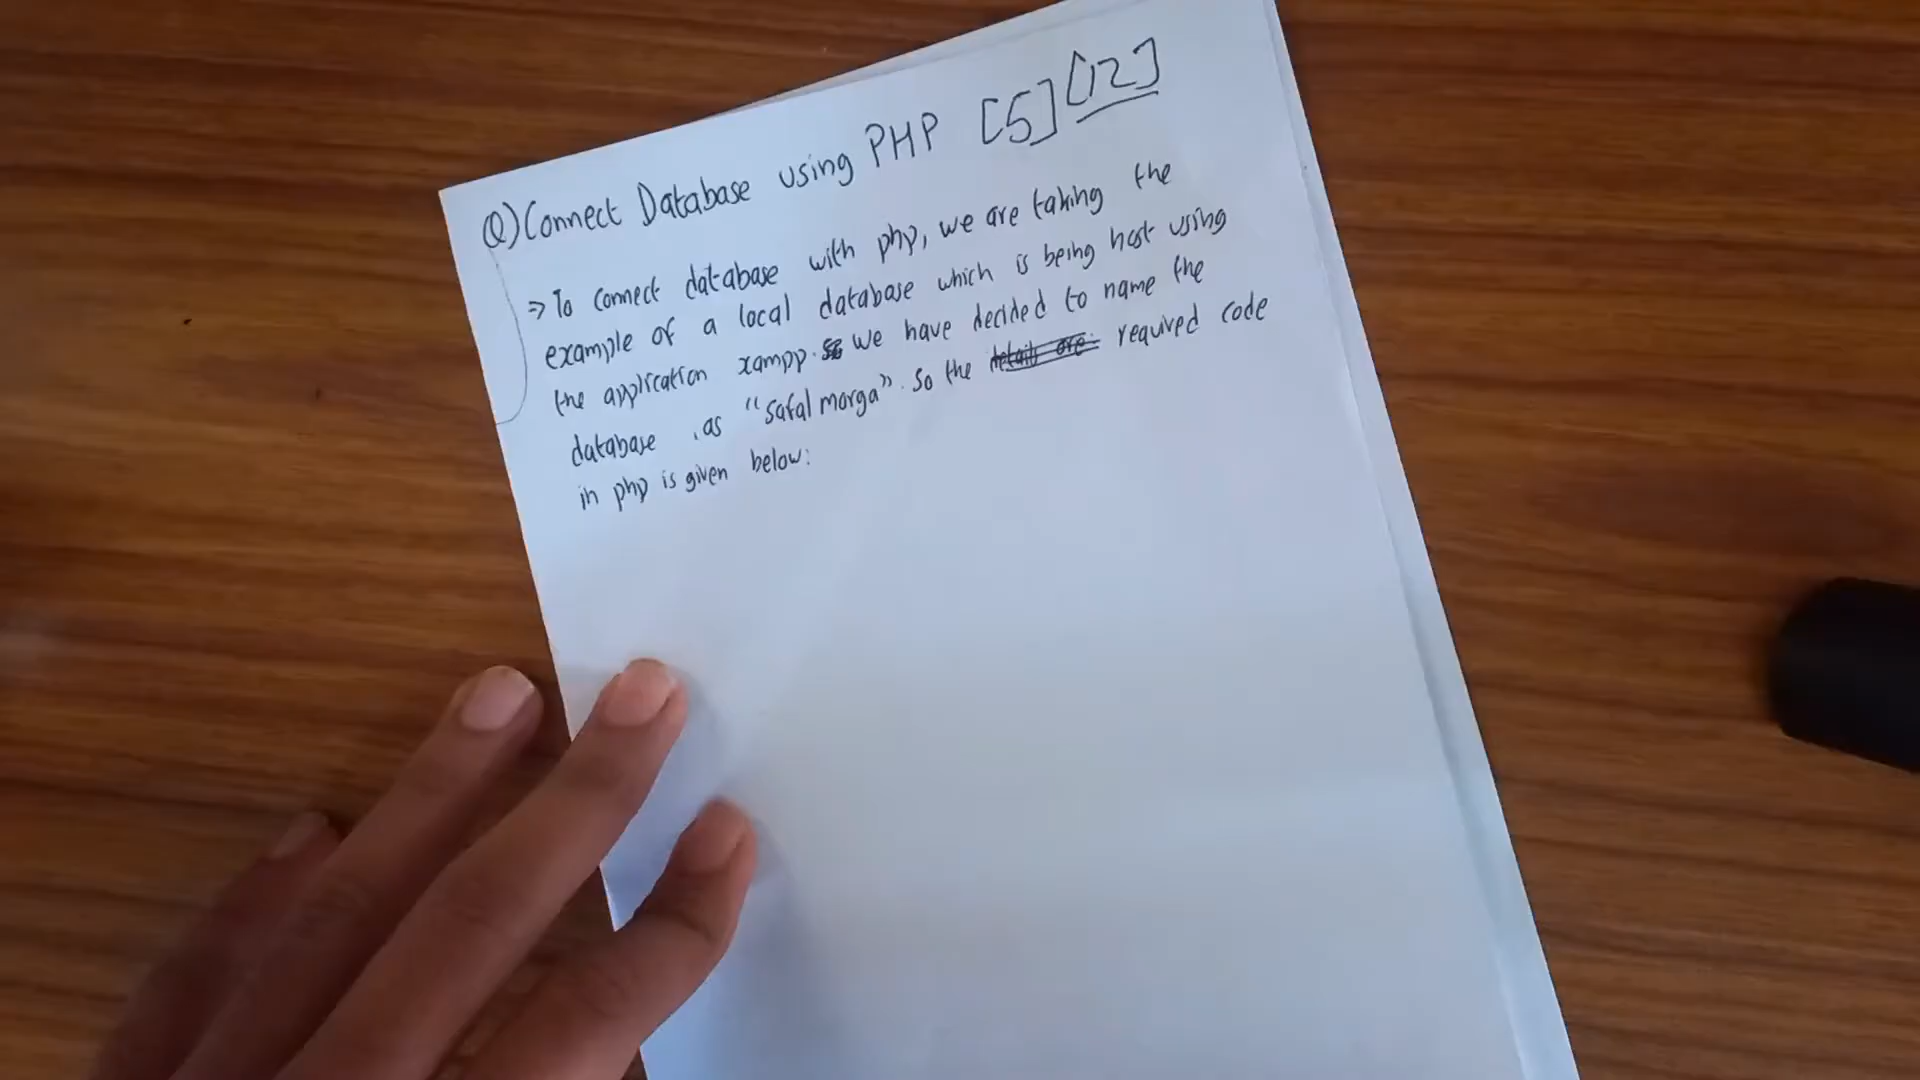 Q) Connect Database using PHP [5] [12]
⇒ To connect database with php, we are taking the
example of a local database which is being host using
the application xampp. We have decided to name the
database as "safal marga". So the required code
in php is given below: